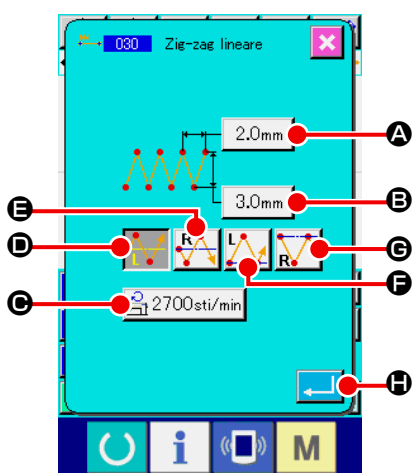 030 Zig-zag lineare
2.0mm A
3.0mm B
E
D L R L R G
F
C 2700sti/min
H
i M